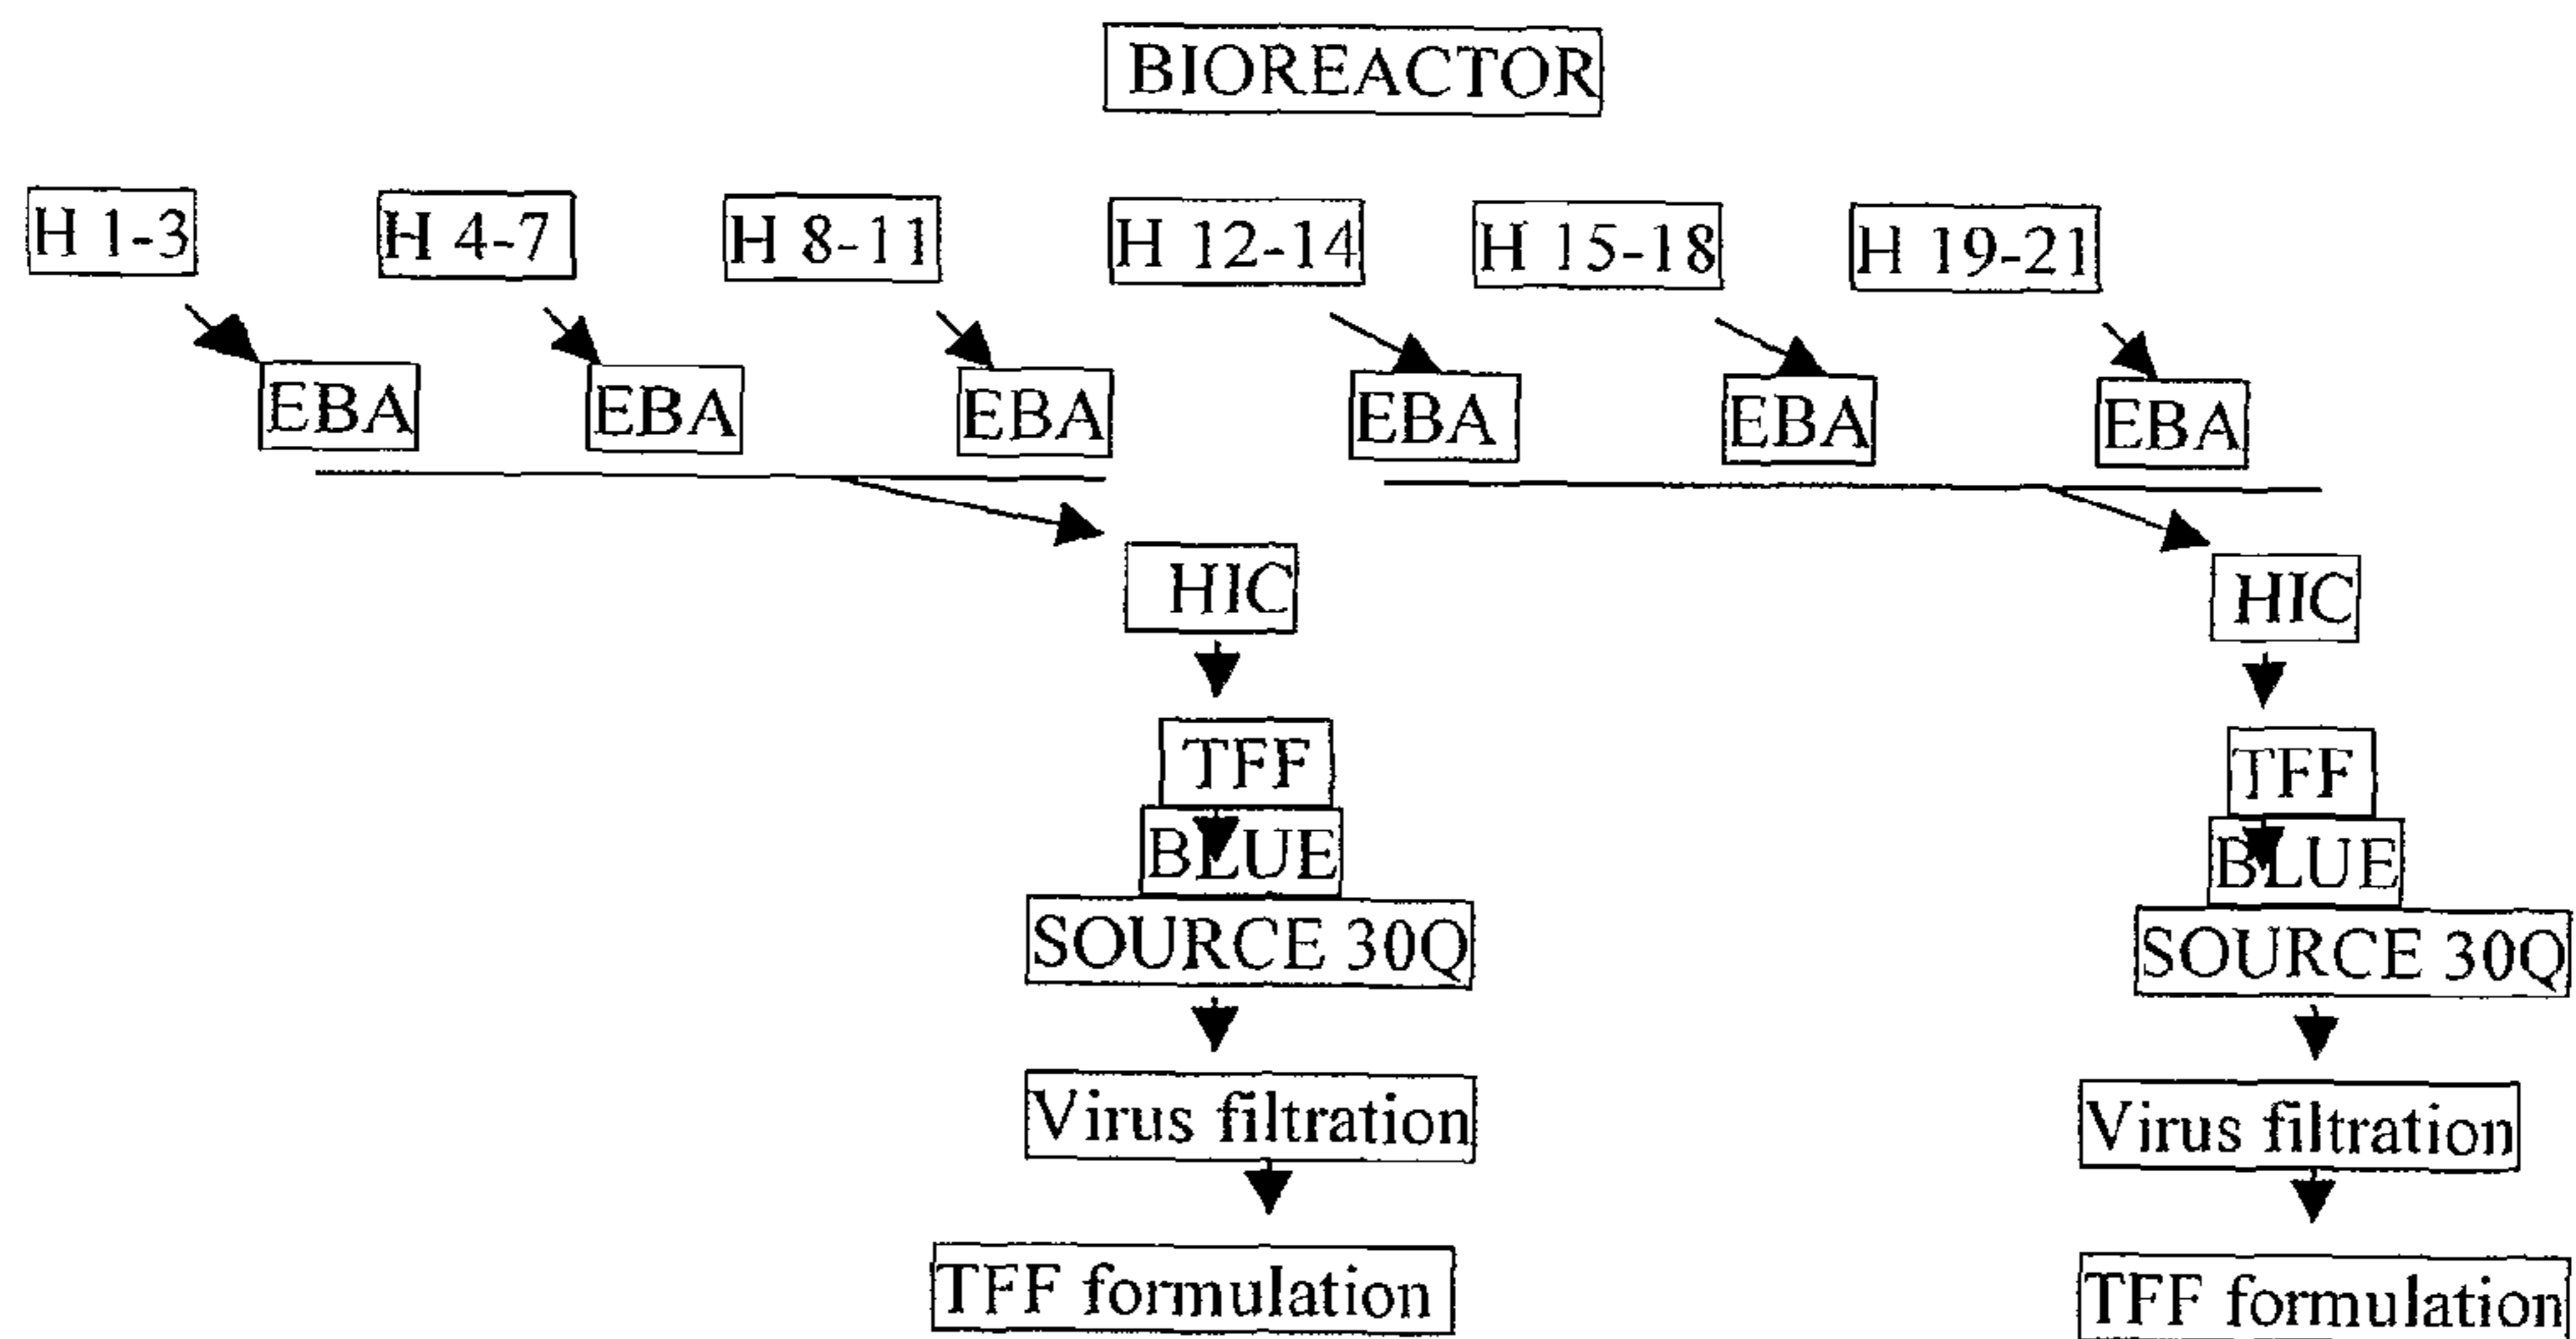 BIOREACTOR
H 1-3 H 4-7 H 8-11 H 12-14 H 15-18 H 19-21
EBA EBA EBA EBA EBA EBA
HIC HIC
TFF TFF
BLUE BLUE
SOURCE 30Q SOURCE 30Q
Virus filtration Virus filtration
TFF formulation TFF formulation